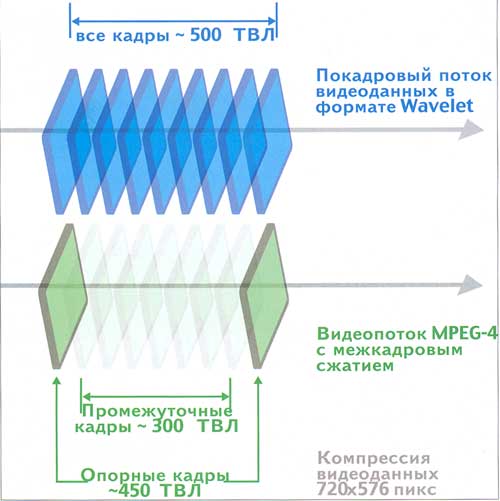 все кадры ~ 500 ТВЛ
Покадровый поток
видеоданных в
формате Wavelet
Видеопоток MPEG-4
с межкадровым
сжатием
Промежуточные
кадры ~ 300 ТВЛ
Опорные кадры
~450 ТВЛ
Компрессия
видеоданных
720x576 пикс